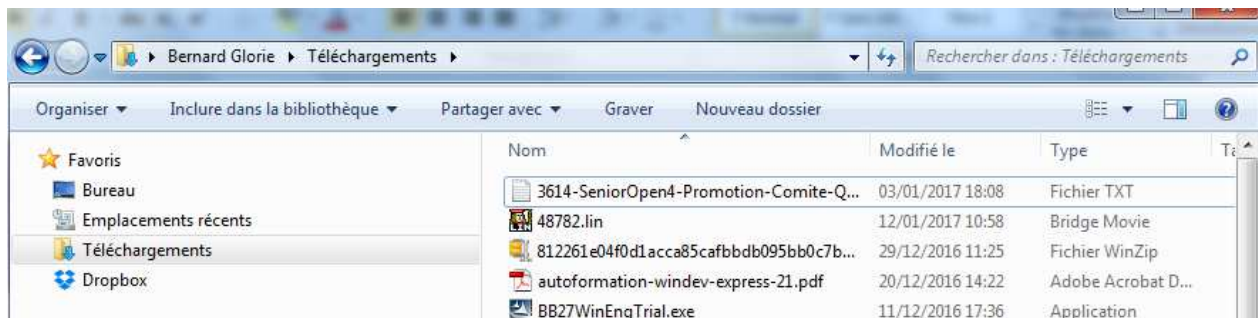 Bernard Glorie Téléchargements
Rechercher dans : Téléchargements
Organiser Inclure dans la bibliothèque Partager avec Graver Nouveau dossier
Favoris
Bureau
Emplacements récents
Téléchargements
Dropbox
Nom Modifié le Type
3614-SeniorOpen4-Promotion-Comite-Q... 03/01/2017 18:08 Fichier TXT
48782.lin 12/01/2017 10:58 Bridge Movie
812261e04f0d1acca85cafbbdb095bb0c7b... 29/12/2016 11:25 Fichier WinZip
autoformation-windev-express-21.pdf 20/12/2016 14:22 Adobe Acrobat D...
BB27WinEngTrial.exe 11/12/2016 17:36 Application